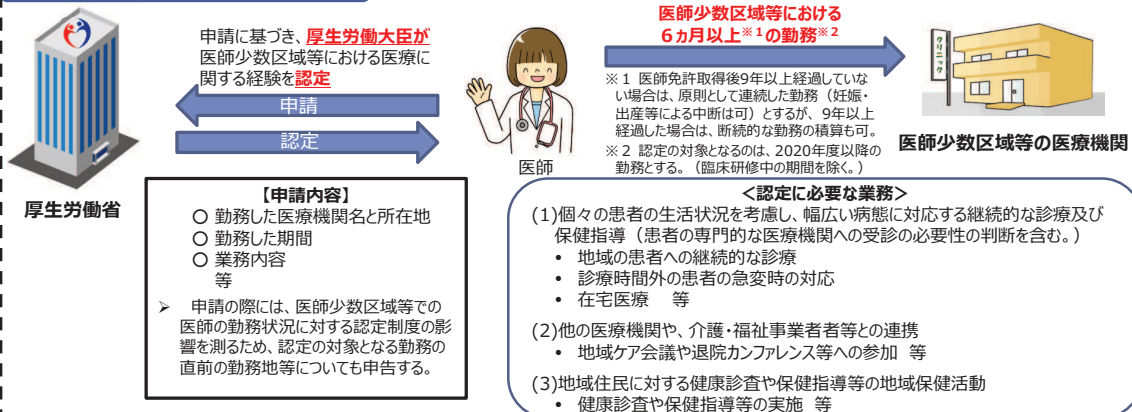 申請に基づき、厚生労働大臣が
医師少数区域等における医療に
関する経験を認定
申請
認定
厚生労働省
医師
医師少数区域等における
６ヵ月以上※１の勤務※２
※１ 医師免許取得後9年以上経過していな
い場合は、原則として連続した勤務（妊娠・
出産等による中断は可）とするが、9年以上
経過した場合は、断続的な勤務の積算も可。
※２ 認定の対象となるのは、2020年度以降の
勤務とする。（臨床研修中の期間を除く。）
クリニック
医師少数区域等の医療機関
【申請内容】
○ 勤務した医療機関名と所在地
○ 勤務した期間
○ 業務内容
等
➢ 申請の際には、医師少数区域等での
医師の勤務状況に対する認定制度の影
響を測るため、認定の対象となる勤務の
直前の勤務地等についても申告する。
＜認定に必要な業務＞
(1)個々の患者の生活状況を考慮し、幅広い病態に対応する継続的な診療及び
保健指導（患者の専門的な医療機関への受診の必要性の判断を含む。）
• 地域の患者への継続的な診療
• 診療時間外の患者の急変時の対応
• 在宅医療 等
(2)他の医療機関や、介護・福祉事業者者等との連携
• 地域ケア会議や退院カンファレンス等への参加 等
(3)地域住民に対する健康診査や保健指導等の地域保健活動
• 健康診査や保健指導等の実施 等